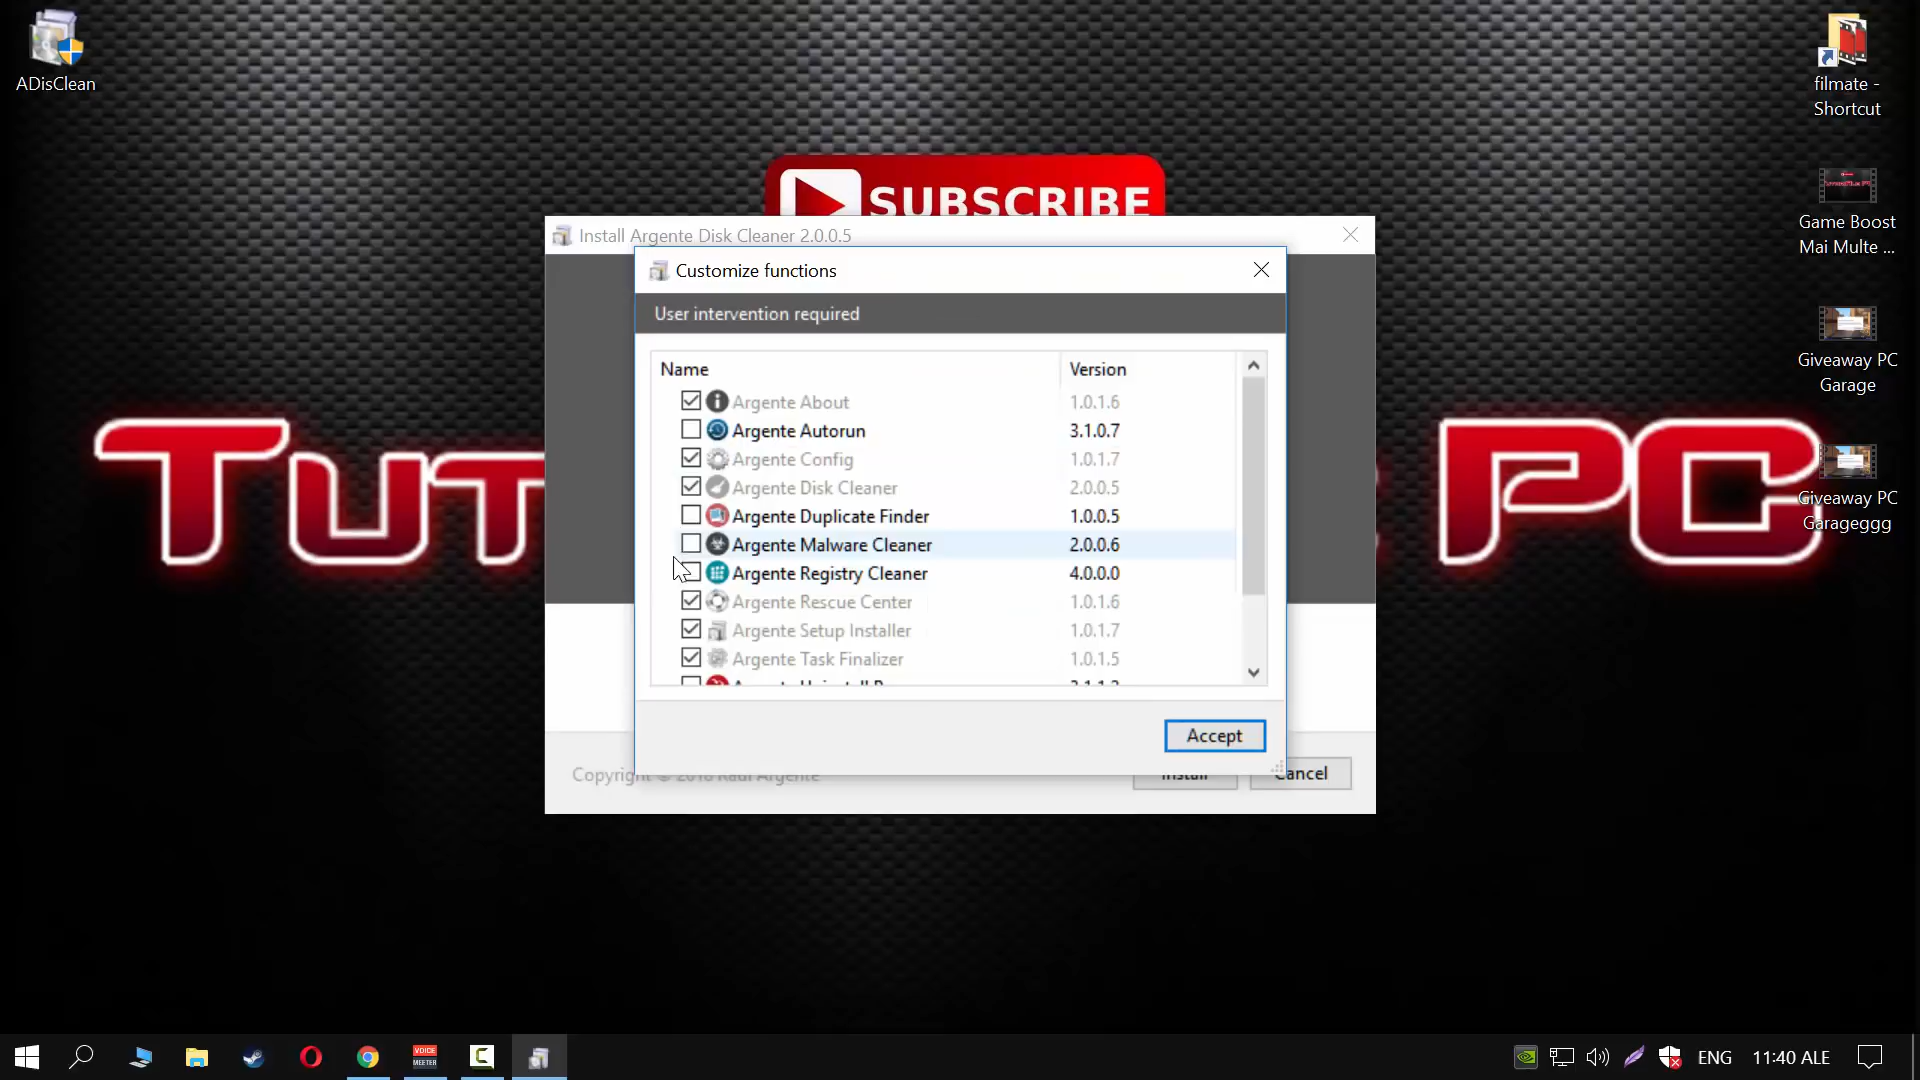 ADisClean
filmate -
Shortcut
Game Boost
Mai Multe ...
Giveaway PC
Garage
Giveaway PC
Garageggg
SUBSCRIBE
PC
Install Argente Disk Cleaner 2.0.0.5
Customize functions
User intervention required
Name Version
Argente About 1.0.1.6
Argente Autorun 3.1.0.7
Argente Config 1.0.1.7
Argente Disk Cleaner 2.0.0.5
Argente Duplicate Finder 1.0.0.5
Argente Malware Cleaner 2.0.0.6
Argente Registry Cleaner 4.0.0.0
Argente Rescue Center 1.0.1.6
Argente Setup Installer 1.0.1.7
Argente Task Finalizer 1.0.1.5
Accept
Install Cancel
VOICE
MEETER
ENG 11:40 ALE